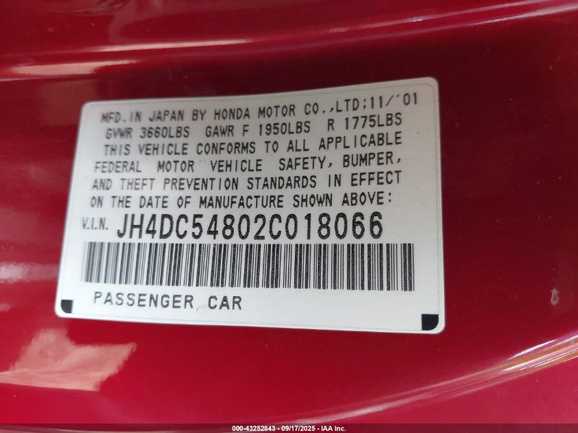 MFD.IN JAPAN BY HONDA MOTOR CO.,LTD;11/'01
GVWR 3660LBS GAWR F 1950LBS R 1775LBS
THIS VEHICLE CONFORMS TO ALL APPLICABLE
FEDERAL MOTOR VEHICLE SAFETY, BUMPER,
AND THEFT PREVENTION STANDARDS IN EFFECT
ON THE DATE OF MANUFACTURE SHOWN ABOVE:
V.I.N. JH4DC54802C018066
PASSENGER CAR
000-43252843 - 09/17/2025 - IAA Inc.